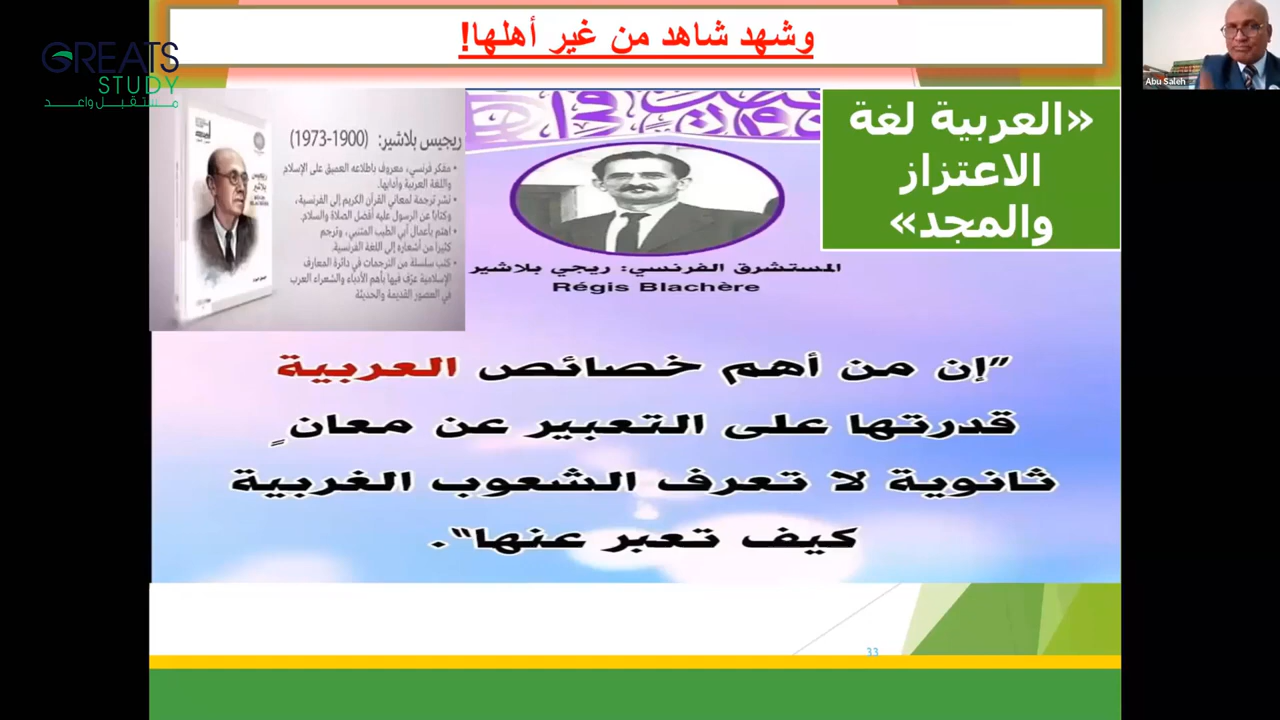 وشهد شاهد من غير أهلها!
GREATS
STUDY
مستقبل واعد
Abu Saleh
«العربية لغة
الاعتزاز
والمجد»
ريجيس بلاشير: (1900-1973)
• مفكر فرنسي، معروف باطلاعه العميق على الإسلام
واللغة العربية وآدابها.
• نشر ترجمة لمعاني القرآن الكريم إلى الفرنسية،
وكتابا عن الرسول عليه أفضل الصلاة والسلام.
• اهتم بأعمال أبي الطيب المتنبي، وترجم
كثيرا من أشعاره إلى اللغة الفرنسية.
• كتب سلسلة من الترجمات في دائرة المعارف
الإسلامية عرّف فيها بأهم الأدباء والشعراء العرب
في العصور القديمة والحديثة.
المستشرق الفرنسي: ريجي بلاشير
Régis Blachère
"إن من أهم خصائص العربية
قدرتها على التعبير عن معانٍ
ثانوية لا تعرف الشعوب الغربية
كيف تعبر عنها".
33